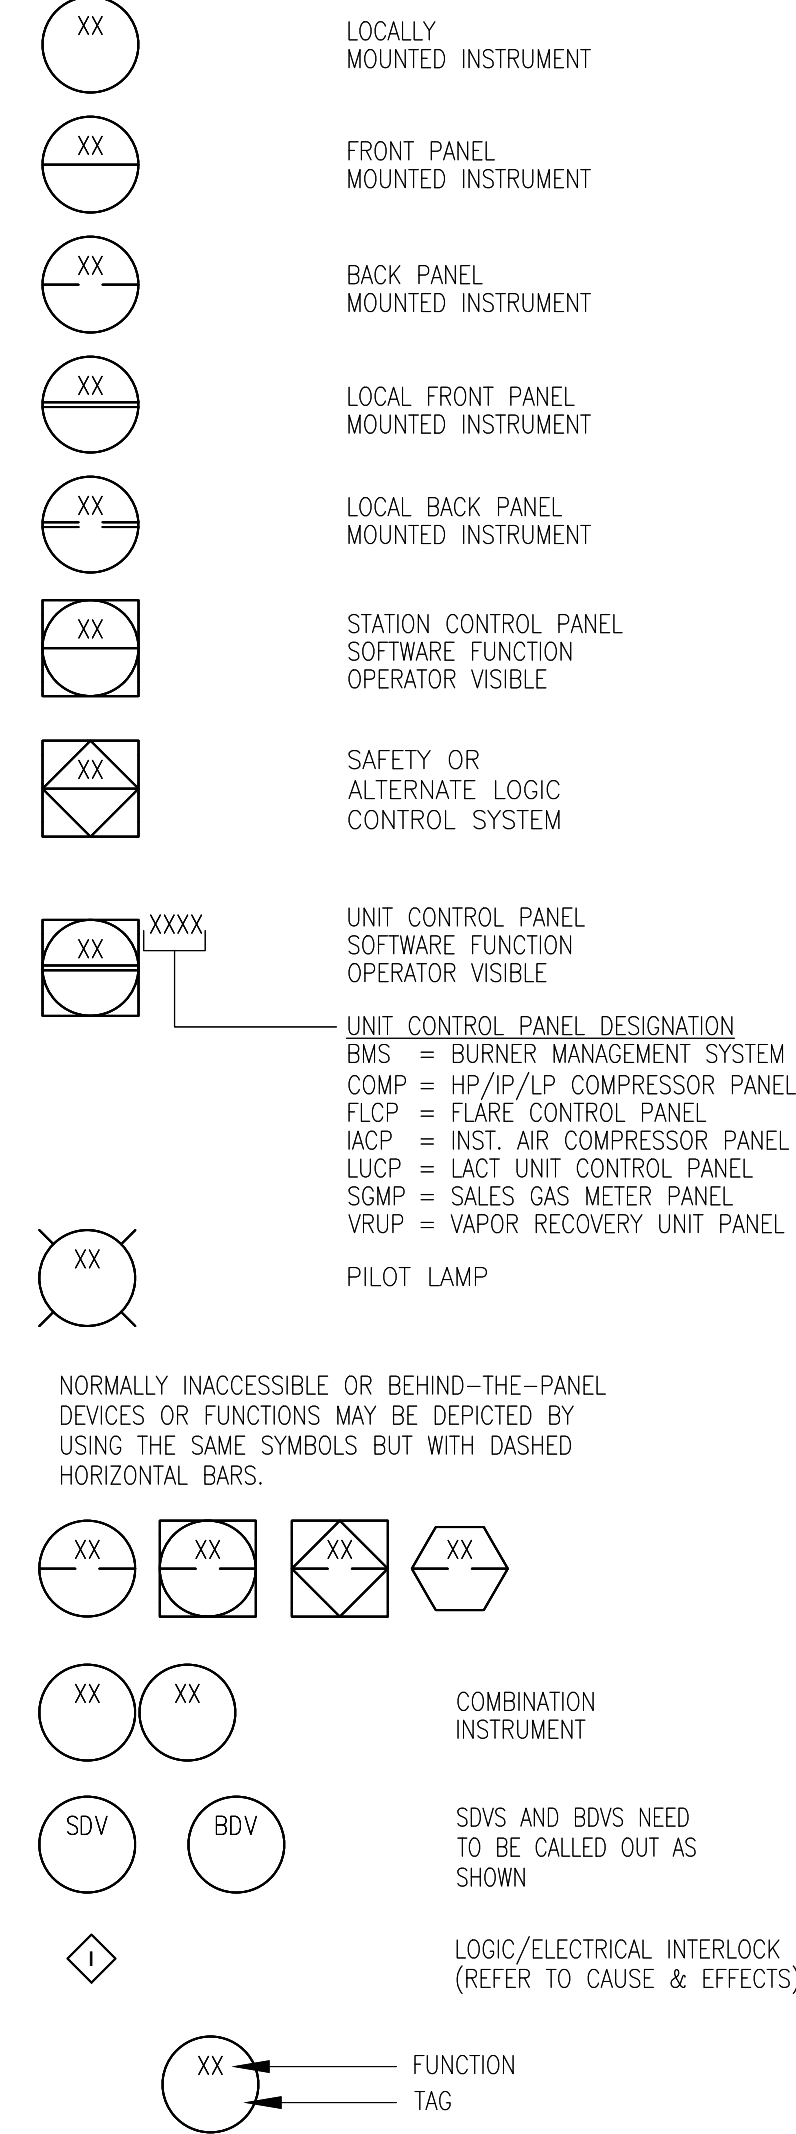 XX
LOCALLY
MOUNTED INSTRUMENT
XX
FRONT PANEL
MOUNTED INSTRUMENT
XX
BACK PANEL
MOUNTED INSTRUMENT
XX
LOCAL FRONT PANEL
MOUNTED INSTRUMENT
XX
LOCAL BACK PANEL
MOUNTED INSTRUMENT
XX
STATION CONTROL PANEL
SOFTWARE FUNCTION
OPERATOR VISIBLE
XX
SAFETY OR
ALTERNATE LOGIC
CONTROL SYSTEM
XX XXXX
UNIT CONTROL PANEL
SOFTWARE FUNCTION
OPERATOR VISIBLE
UNIT CONTROL PANEL DESIGNATION
BMS = BURNER MANAGEMENT SYSTEM
COMP = HP/IP/LP COMPRESSOR PANEL
FLCP = FLARE CONTROL PANEL
IACP = INST. AIR COMPRESSOR PANEL
LUCP = LACT UNIT CONTROL PANEL
SGMP = SALES GAS METER PANEL
VRUP = VAPOR RECOVERY UNIT PANEL
XX
PILOT LAMP
NORMALLY INACCESSIBLE OR BEHIND-THE-PANEL
DEVICES OR FUNCTIONS MAY BE DEPICTED BY
USING THE SAME SYMBOLS BUT WITH DASHED
HORIZONTAL BARS.
XX XX XX XX
XX XX
COMBINATION
INSTRUMENT
SDV BDV
SDVS AND BDVS NEED
TO BE CALLED OUT AS
SHOWN
I
LOGIC/ELECTRICAL INTERLOCK
(REFER TO CAUSE & EFFECTS)
XX FUNCTION
TAG